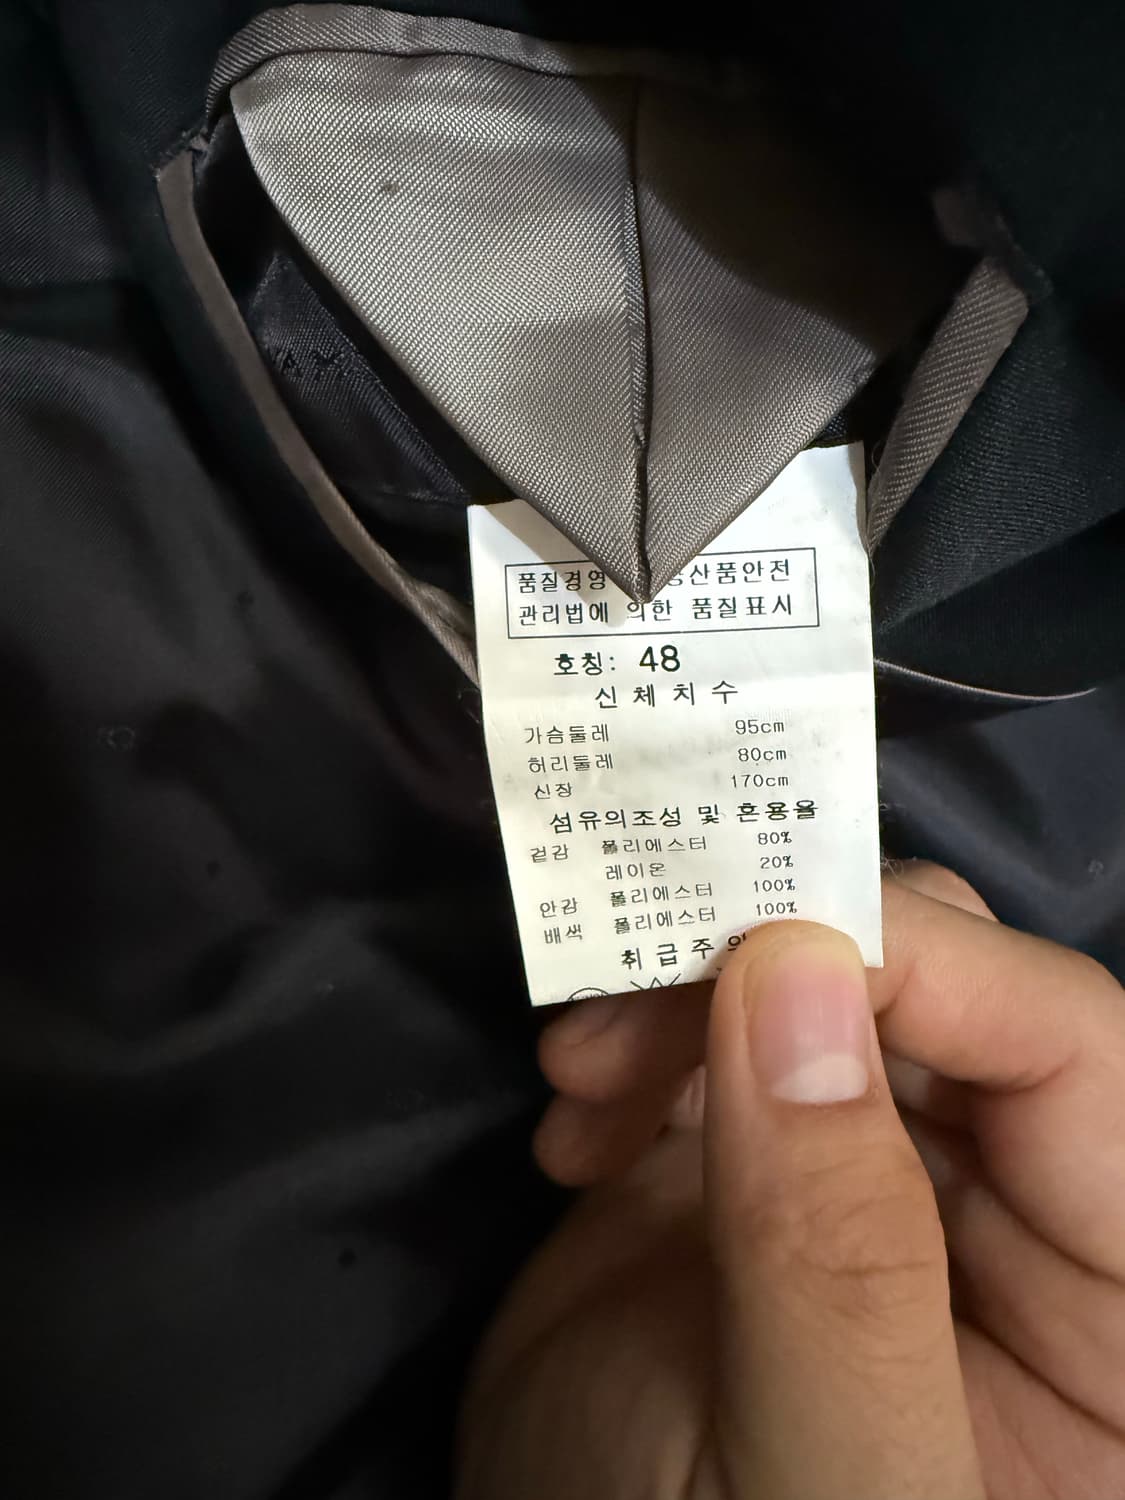 품질경영 공산품안전
관리법에 의한 품질표시
호칭: 48
신체치수
가슴둘레 95cm
허리둘레 80cm
신장 170cm
섬유의조성 및 혼용율
겉감 폴리에스터 80%
레이온 20%
안감 폴리에스터 100%
배색 폴리에스터 100%
취급주의